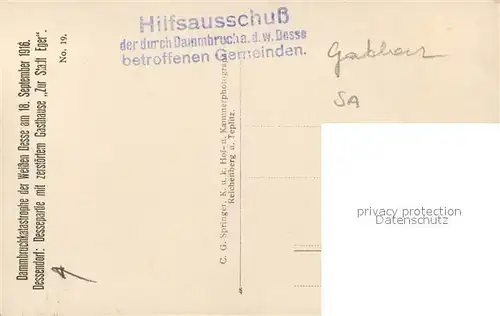 Hilfsausschuß
der durch Dammbruch a. d. w. Desse
betroffenen Gemeinden.
SA
Dammbruchkatastrophe der Weißen Desse am 18. September 1916.
Dessendorf: Dessepartie mit zerstörtem Gasthause „Zur Stadt Eger".
No. 19.
C. G. Springer, K. u. k. Hof- u. Kammerphotograph
Reichenberg u. Teplitz.
privacy protection
Datenschutz